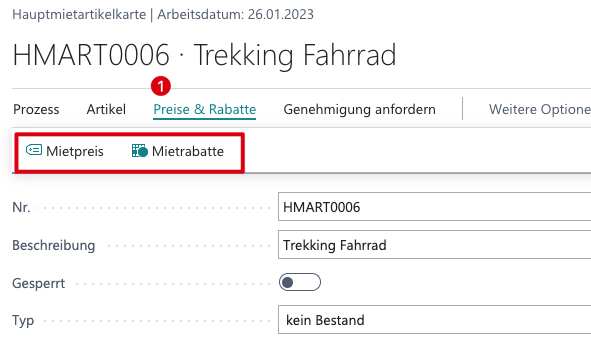 Hauptmietartikelkarte | Arbeitsdatum: 26.01.2023
HMART0006 · Trekking Fahrrad
1
Prozess Artikel Preise & Rabatte Genehmigung anfordern Weitere Optione
Mietpreis Mietrabatte
Nr. HMART0006
Beschreibung Trekking Fahrrad
Gesperrt
Typ kein Bestand